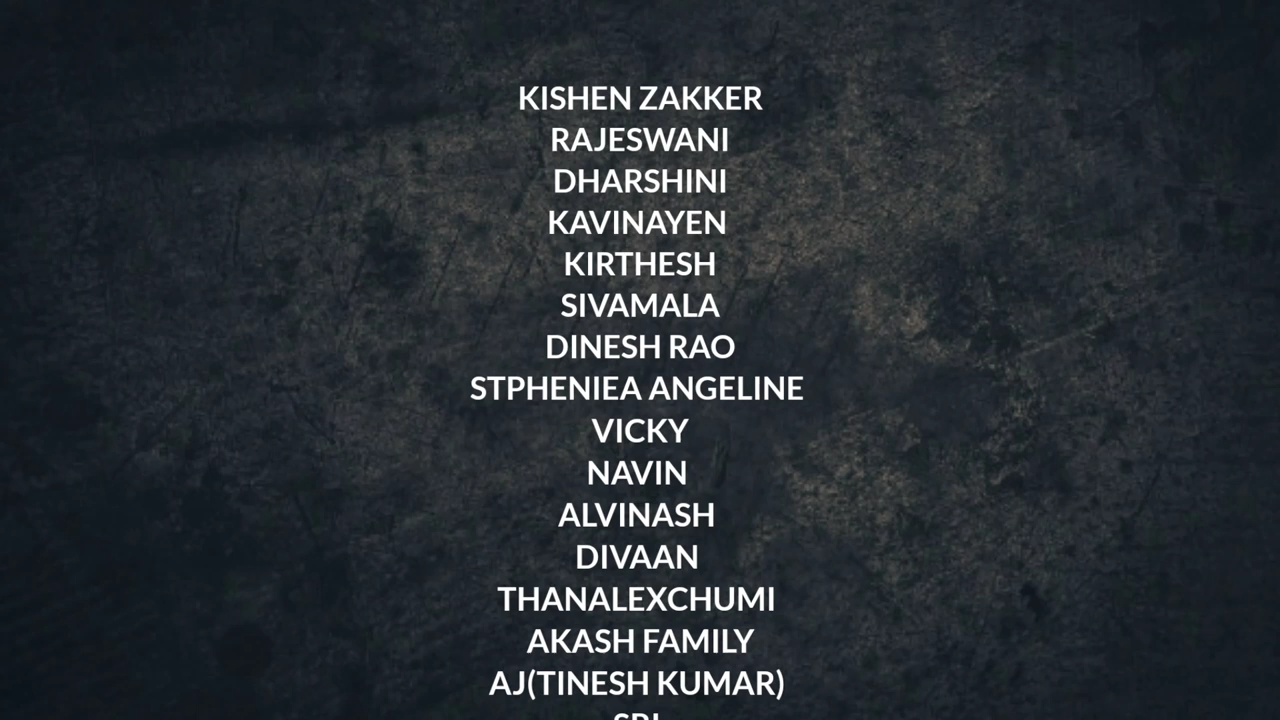 KISHEN ZAKKER
RAJESWANI
DHARSHINI
KAVINAYEN
KIRTHESH
SIVAMALA
DINESH RAO
STPHENIEA ANGELINE
VICKY
NAVIN
ALVINASH
DIVAAN
THANALEXCHUMI
AKASH FAMILY
AJ(TINESH KUMAR)